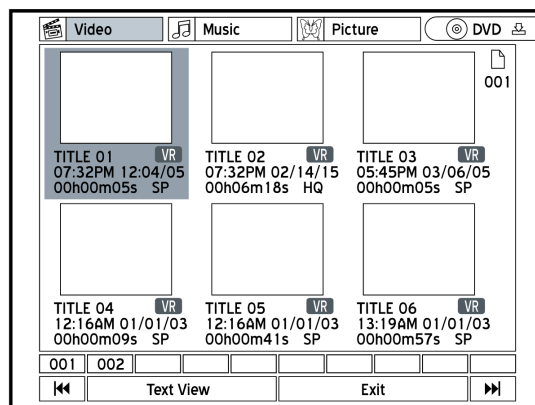 Video Music Picture DVD
001
TITLE 01 VR TITLE 02 VR TITLE 03 VR
07:32PM 12:04/05 07:32PM 02/14/15 05:45PM 03/06/05
00h00m05s SP 00h06m18s HQ 00h00m05s SP
TITLE 04 VR TITLE 05 VR TITLE 06 VR
12:16AM 01/01/03 12:16AM 01/01/03 13:19AM 01/01/03
00h00m09s SP 00h00m41s SP 00h00m57s SP
001 002
Text View Exit